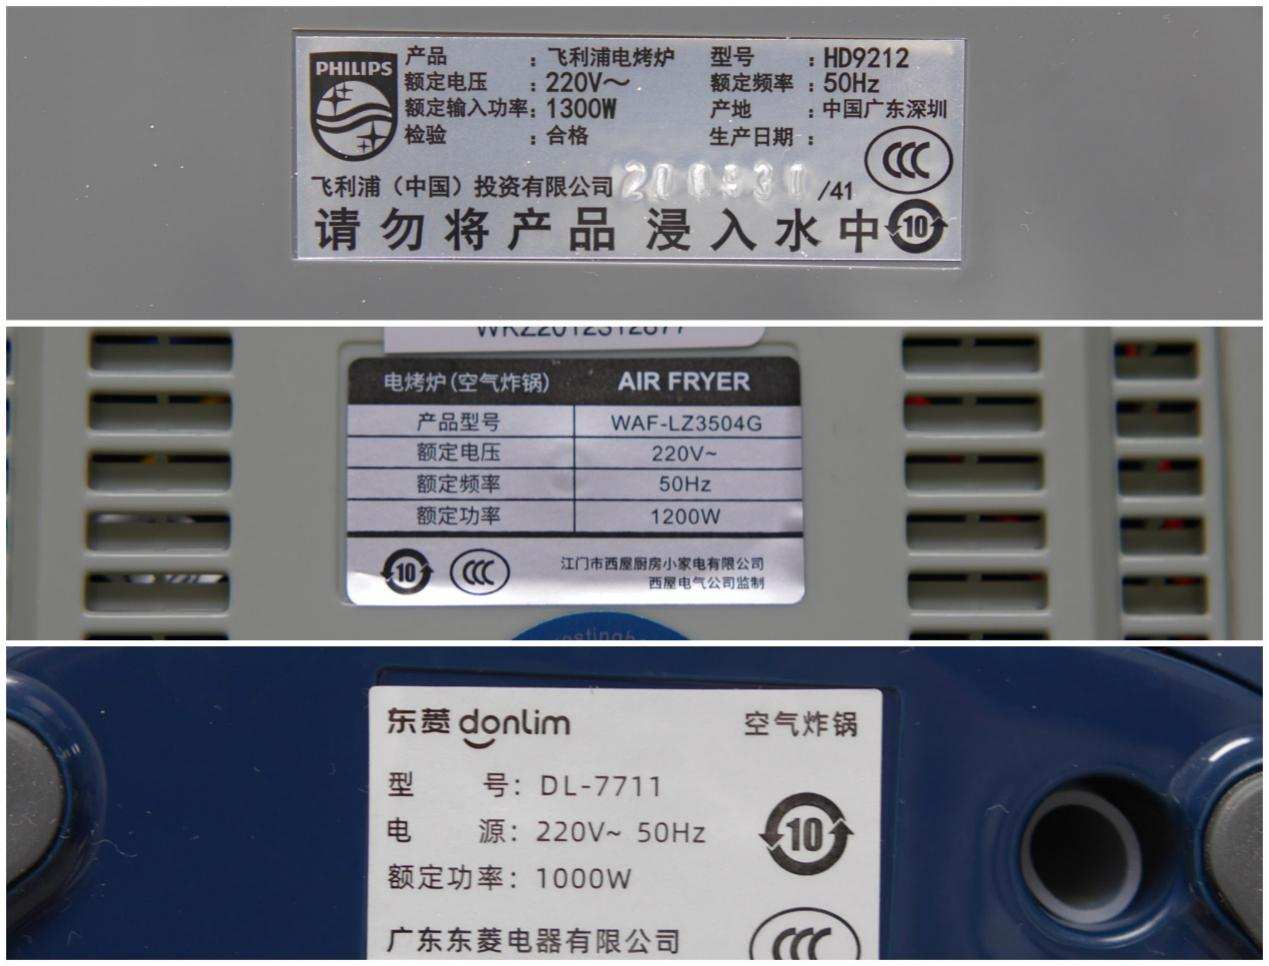 PHILIPS
产品 : 飞利浦电烤炉 型号 : HD9212
额定电压 : 220V～ 额定频率 : 50Hz
额定输入功率: 1300W 产地 : 中国广东深圳
检验 : 合格 生产日期 :
飞利浦（中国）投资有限公司 /41
CCC
请勿将产品 浸入水中
10
电烤炉(空气炸锅) AIR FRYER
产品型号 WAF-LZ3504G
额定电压 220V~
额定频率 50Hz
额定功率 1200W
10 CCC
江门市西屋厨房小家电有限公司
西屋电气公司监制
东菱 donlim 空气炸锅
型 号: DL-7711
电 源: 220V~ 50Hz
10
额定功率: 1000W
广东东菱电器有限公司
CCC